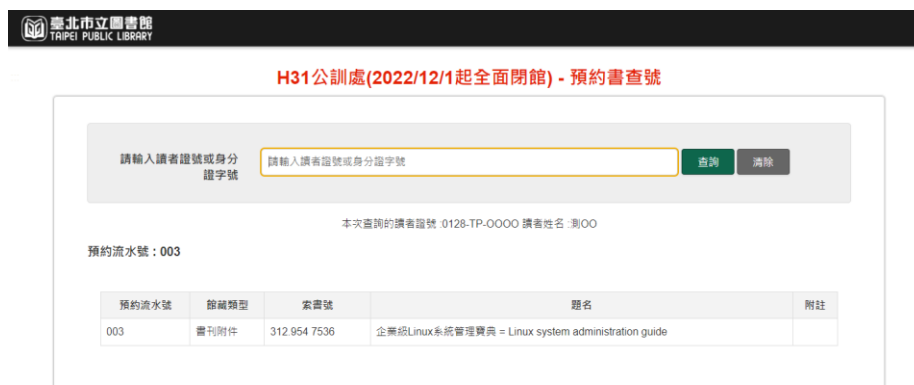 臺北市立圖書館
TAIPEI PUBLIC LIBRARY
H31公訓處(2022/12/1起全面閉館) - 預約書查號
請輸入讀者證號或身分
證字號
請輸入讀者證號或身分證字號
查詢
清除
本次查詢的讀者證號 :0128-TP-OOOO 讀者姓名 :測OO
預約流水號 : 003
預約流水號 館藏類型 索書號 題名 附註
003 書刊附件 312.954 7536 企業級Linux系統管理寶典 = Linux system administration guide